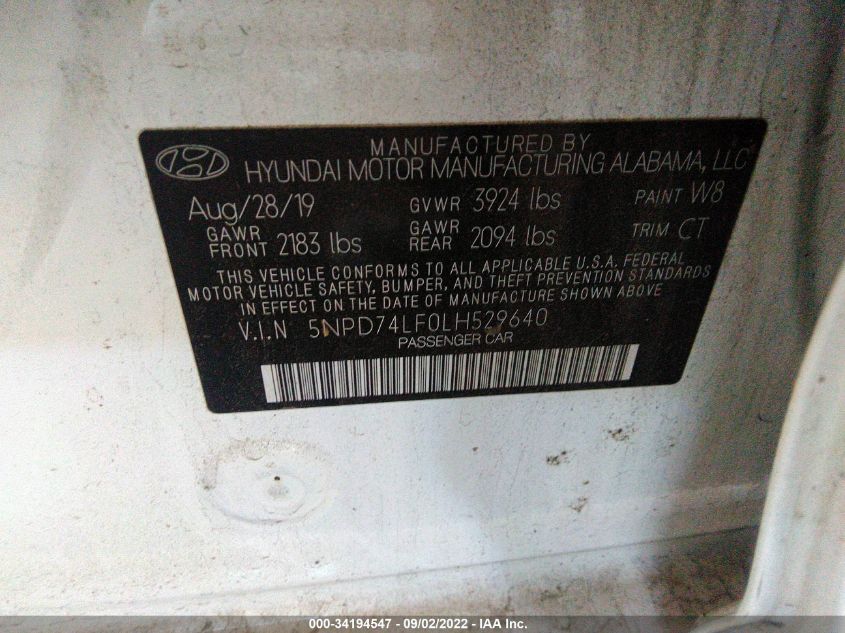 MANUFACTURED BY
HYUNDAI MOTOR MANUFACTURING ALABAMA, LLC
Aug/28/19 GVWR 3924 lbs PAINT W8
GAWR FRONT 2183 lbs GAWR REAR 2094 lbs TRIM CT
THIS VEHICLE CONFORMS TO ALL APPLICABLE U.S.A. FEDERAL
MOTOR VEHICLE SAFETY, BUMPER, AND THEFT PREVENTION STANDARDS
IN EFFECT ON THE DATE OF MANUFACTURE SHOWN ABOVE
V.I.N 5NPD74LF0LH529640
PASSENGER CAR
000-34194547 - 09/02/2022 - IAA Inc.